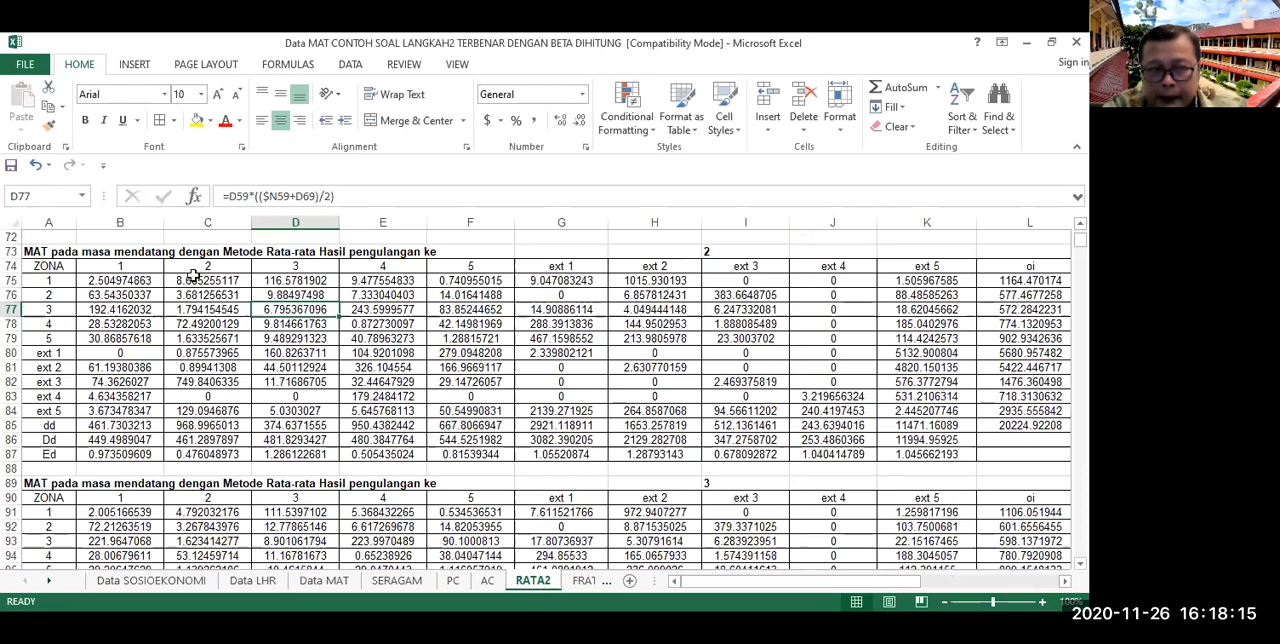 Data MAT CONTOH SOAL LANGKAH2 TERBENAR DENGAN BETA DIHITUNG [Compatibility Mode] - Microsoft Excel
FILE HOME INSERT PAGE LAYOUT FORMULAS DATA REVIEW VIEW Sign in
Paste Arial 10 Wrap Text General Conditional Formatting Format as Table Cell Styles Insert Delete Format AutoSum Sort & Filter Find & Select
B I U Merge & Center $ % Fill Clear
Clipboard Font Alignment Number Styles Cells Editing
D77 fx =D59*(($N59+D69)/2)
A B C D E F G H I J K L
72
73 MAT pada masa mendatang dengan Metode Rata-rata Hasil pengulangan ke 2
74 ZONA 1 2 3 4 5 ext 1 ext 2 ext 3 ext 4 ext 5 oi
75 1 2.504974863 116.5781902 9.477554833 0.740955015 9.047083243 1015.930193 0 0 1.505967585 1164.470174
76 2 63.54350337 3.681256531 9.88497498 7.333040403 14.01641488 0 6.857812431 383.6648705 0 88.48585263 577.4677258
77 3 192.4162032 1.794154545 6.795367096 243.5999577 83.85244652 14.90886114 4.049444148 6.247332081 0 18.62045662 572.2842231
78 4 28.53282053 72.49200129 9.814661763 0.872730097 42.14981969 288.3913836 144.9502953 1.888085489 0 185.0402976 774.1320953
79 5 30.86857618 1.633525671 9.489291323 40.78963273 1.28815721 467.1598552 213.9805978 23.3000702 0 114.4242573 902.9342636
80 ext 1 0 0.875573965 160.8263711 104.9201098 279.0948208 2.339802121 0 0 0 5132.900804 5680.957482
81 ext 2 61.19380386 0.89941308 44.50112924 326.104554 166.9669117 0 2.630770159 0 0 4820.150135 5422.446717
82 ext 3 74.3626027 749.8406335 11.71686705 32.44647929 29.14726057 0 0 2.469375819 0 576.3772794 1476.360498
83 ext 4 4.634358217 0 0 179.2484172 0 0 0 0 3.219656324 531.2106314 718.3130632
84 ext 5 3.673478347 129.0946876 5.0303027 5.645768113 50.54990831 2139.271925 264.8587068 94.56611202 240.4197453 2.445207746 2935.555842
85 dd 461.7303213 968.9965013 374.6371555 950.4382442 667.8066947 2921.118911 1653.257819 512.1361461 243.6394016 11471.16089 20224.92208
86 Dd 449.4989047 461.2897897 481.8293427 480.3847764 544.5251982 3082.390205 2129.282708 347.2758702 253.4860366 11994.95925
87 Ed 0.973509609 0.476048973 1.286122681 0.505435024 0.81539344 1.05520874 1.28793143 0.678092871 1.040414789 1.045662193
88
89 MAT pada masa mendatang dengan Metode Rata-rata Hasil pengulangan ke 3
90 ZONA 1 2 3 4 5 ext 1 ext 2 ext 3 ext 4 ext 5 oi
91 1 2.005166539 4.792032176 111.5397102 5.368432265 0.534536531 7.611521766 972.9407277 0 0 1.259817196 1106.051944
92 2 72.21263519 3.267843976 12.77865146 6.617269678 14.82053955 0 8.871535025 379.3371025 0 103.7500681 601.6556455
93 3 221.9647068 1.623414277 8.901061794 223.9970489 90.1000813 17.80736937 5.30791614 6.283923951 0 22.15167465 598.1371972
94 4 28.00679611 53.12459714 11.16781673 0.65238965 38.04047144 294.85533 165.0657933 1.574391158 0 188.3045057 780.7920908
Data SOSIOEKONOMI Data LHR Data MAT SERAGAM PC AC RATA2 FRAT ...
READY 100%
2020-11-26 16:18:15